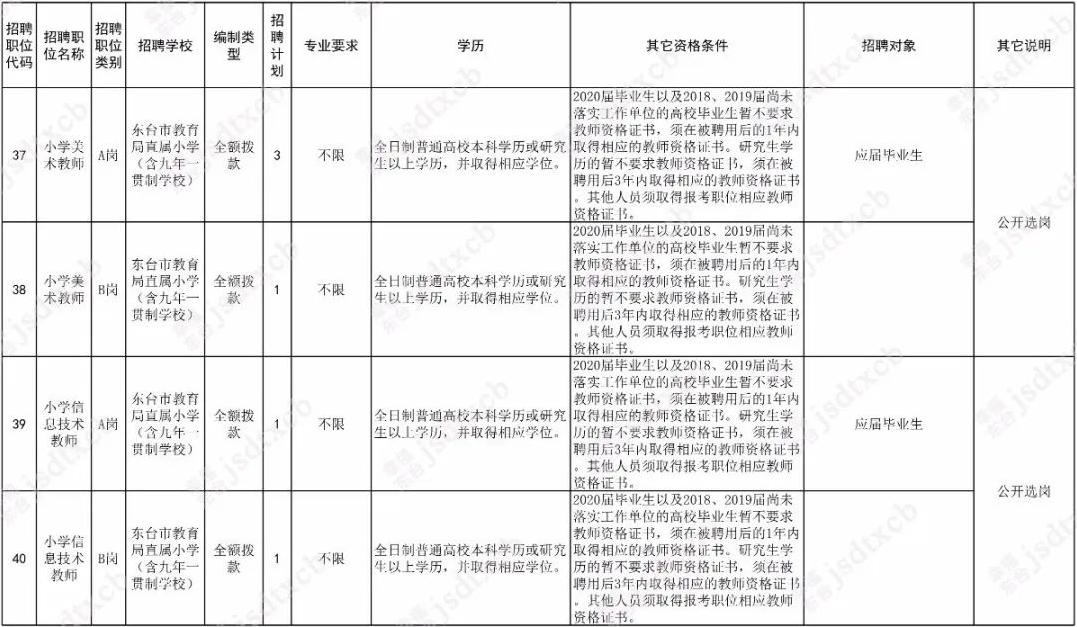 招聘职位代码 招聘职位名称 招聘职位类别 招聘学校 编制类型 招聘计划 专业要求 学历 其它资格条件 招聘对象 其它说明
37
小学美
术教师
A岗
东台市教育
局直属小学
（含九年一
贯制学校）
全额拨
款
3
不限
全日制普通高校本科学历或研究
生以上学历，并取得相应学位。
2020届毕业生以及2018、2019届尚未
落实工作单位的高校毕业生暂不要求
教师资格证书，须在被聘用后的1年内
取得相应的教师资格证书。研究生学
历的暂不要求教师资格证书，须在被
聘用后3年内取得相应的教师资格证书
。其他人员须取得报考职位相应教师
资格证书。
应届毕业生
公开选岗
38
小学美
术教师
B岗
东台市教育
局直属小学
（含九年一
贯制学校）
全额拨
款
1
不限
全日制普通高校本科学历或研究
生以上学历，并取得相应学位。
2020届毕业生以及2018、2019届尚未
落实工作单位的高校毕业生暂不要求
教师资格证书，须在被聘用后的1年内
取得相应的教师资格证书。研究生学
历的暂不要求教师资格证书，须在被
聘用后3年内取得相应的教师资格证书
。其他人员须取得报考职位相应教师
资格证书。
39
小学信
息技术
教师
A岗
东台市教育
局直属小学
（含九年一
贯制学校）
全额拨
款
1
不限
全日制普通高校本科学历或研究
生以上学历，并取得相应学位。
2020届毕业生以及2018、2019届尚未
落实工作单位的高校毕业生暂不要求
教师资格证书，须在被聘用后的1年内
取得相应的教师资格证书。研究生学
历的暂不要求教师资格证书，须在被
聘用后3年内取得相应的教师资格证书
。其他人员须取得报考职位相应教师
资格证书。
应届毕业生
公开选岗
40
小学信
息技术
教师
B岗
东台市教育
局直属小学
（含九年一
贯制学校）
全额拨
款
1
不限
全日制普通高校本科学历或研究
生以上学历，并取得相应学位。
2020届毕业生以及2018、2019届尚未
落实工作单位的高校毕业生暂不要求
教师资格证书，须在被聘用后的1年内
取得相应的教师资格证书。研究生学
历的暂不要求教师资格证书，须在被
聘用后3年内取得相应的教师资格证书
。其他人员须取得报考职位相应教师
资格证书。
jsdtxcb